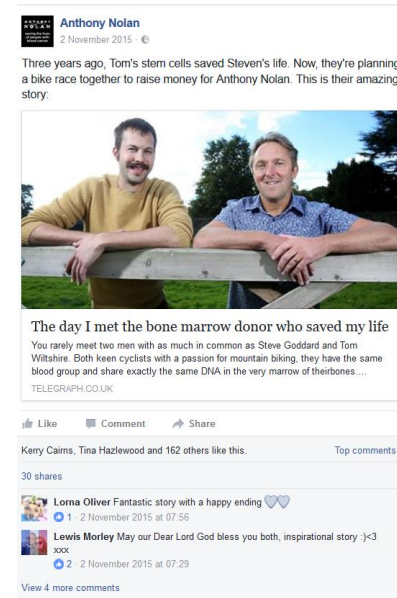 ANTHONY
NOLAN
Anthony Nolan
2 November 2015 ·
Three years ago, Tom's stem cells saved Steven's life. Now, they're planning
a bike race together to raise money for Anthony Nolan. This is their amazing
story:
The day I met the bone marrow donor who saved my life
You rarely meet two men with as much in common as Steve Goddard and Tom
Wiltshire. Both keen cyclists with a passion for mountain biking, they have the same
blood group and share exactly the same DNA in the very marrow of theirbones....
TELEGRAPH.CO.UK
Like Comment Share
Kerry Cairns, Tina Hazlewood and 162 others like this. Top comments
30 shares
Lorna Oliver Fantastic story with a happy ending
1 · 2 November 2015 at 07:56
Lewis Morley May our Dear Lord God bless you both, inspirational story :)<3
xxx
2 · 2 November 2015 at 07:29
View 4 more comments